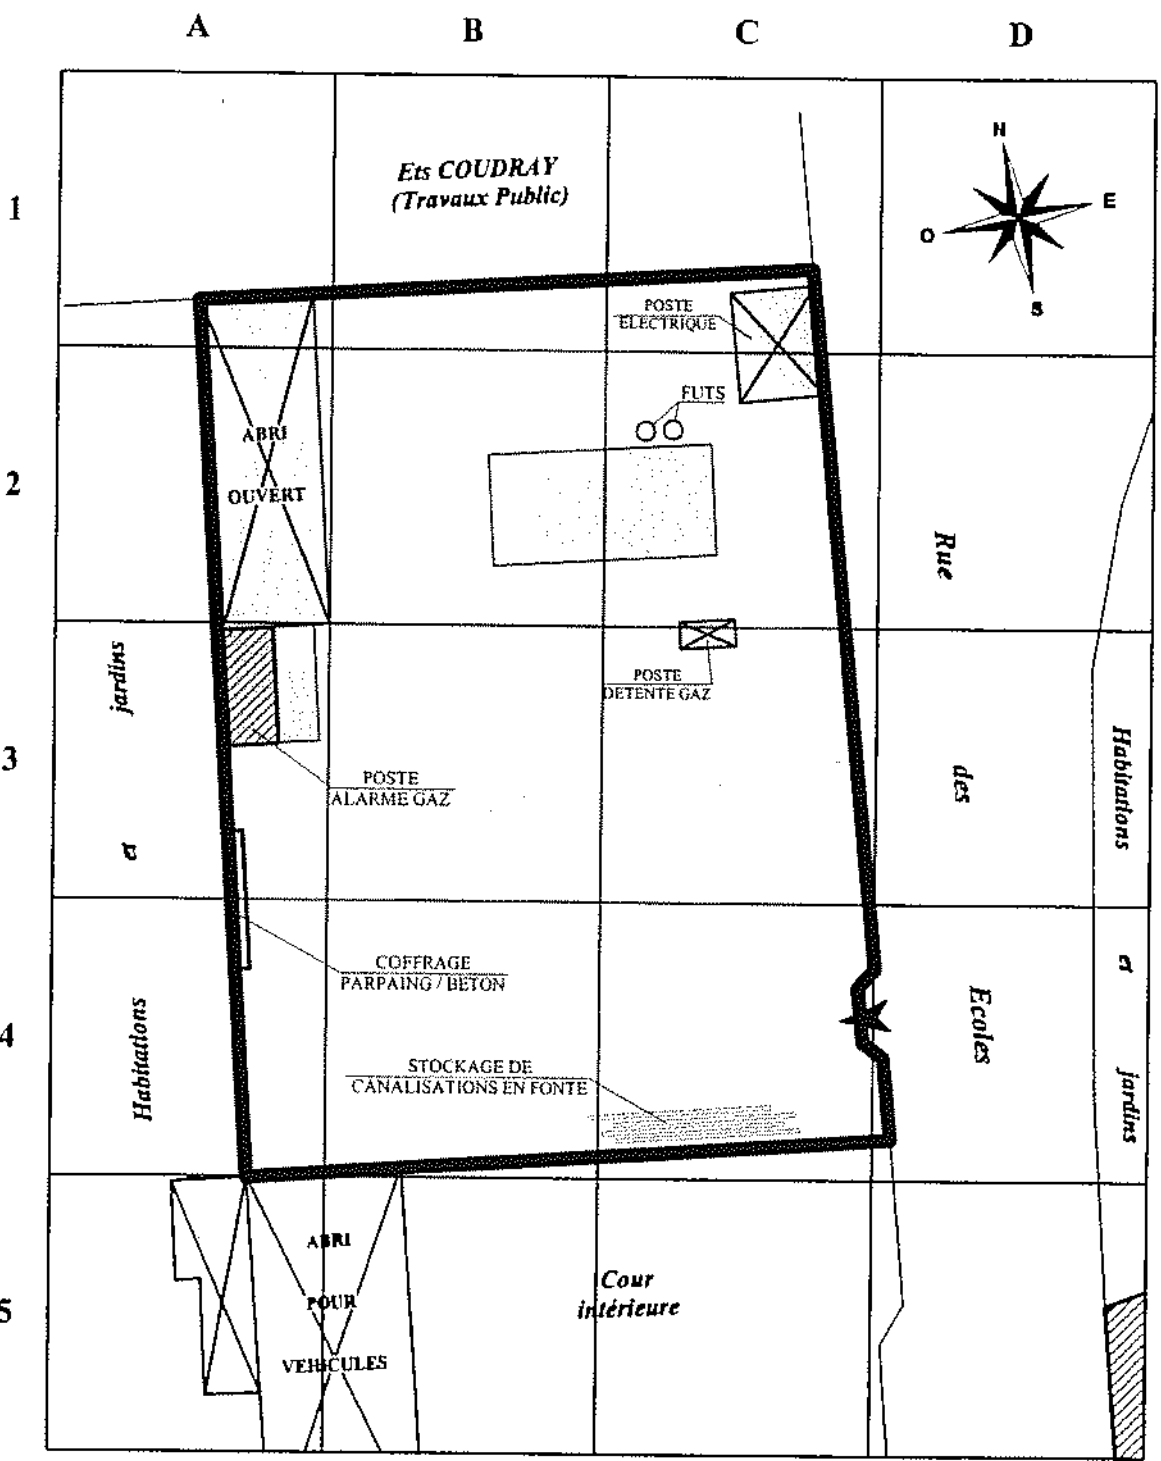 A B C D
1
Ets COUDRAY
(Travaux Public)
N
E
O
S
POSTE
ELECTRIQUE
FUTS
2
ABRI
OUVERT
Rue
jardins
POSTE
DETENTE GAZ
3
POSTE
ALARME GAZ
des
Habitations
et
COFFRAGE
PARPAING / BETON
et
4
Habitations
Ecoles
STOCKAGE DE
CANALISATIONS EN FONTE
jardins
5
ABRI
POUR
VEHICULES
Cour
intérieure